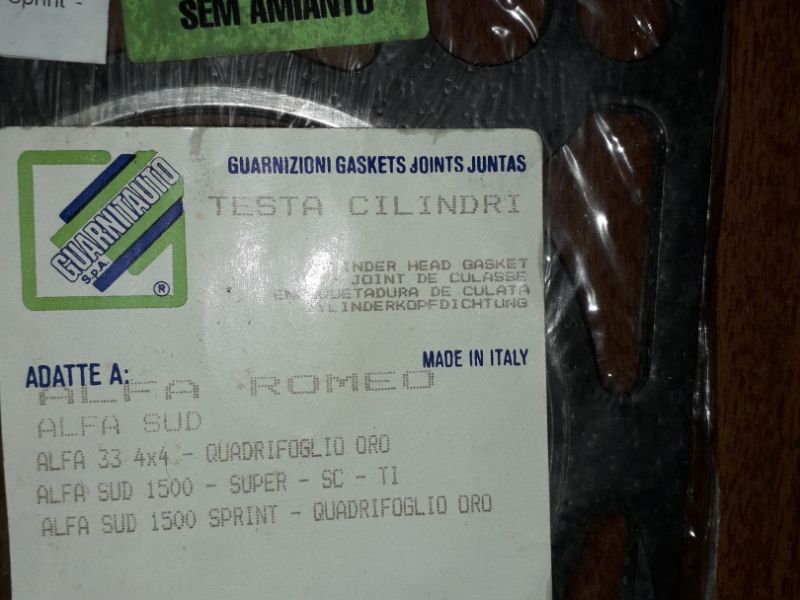 Sprint -
SEM AMIANTO
GUARNITAUTO
S.P.A.
®
GUARNIZIONI GASKETS JOINTS JUNTAS
TESTA CILINDRI
INDER HEAD GASKET
JOINT DE CULASSE
DE CULATA
YLINDERKOPFDICHTUNG
MADE IN ITALY
ADATTE A:
ALFA ROMEO
ALFA SUD
ALFA 33 4x4 - QUADRIFOGLIO ORO
ALFA SUD 1500 - SUPER - SC - TI
ALFA SUD 1500 SPRINT - QUADRIFOGLIO ORO